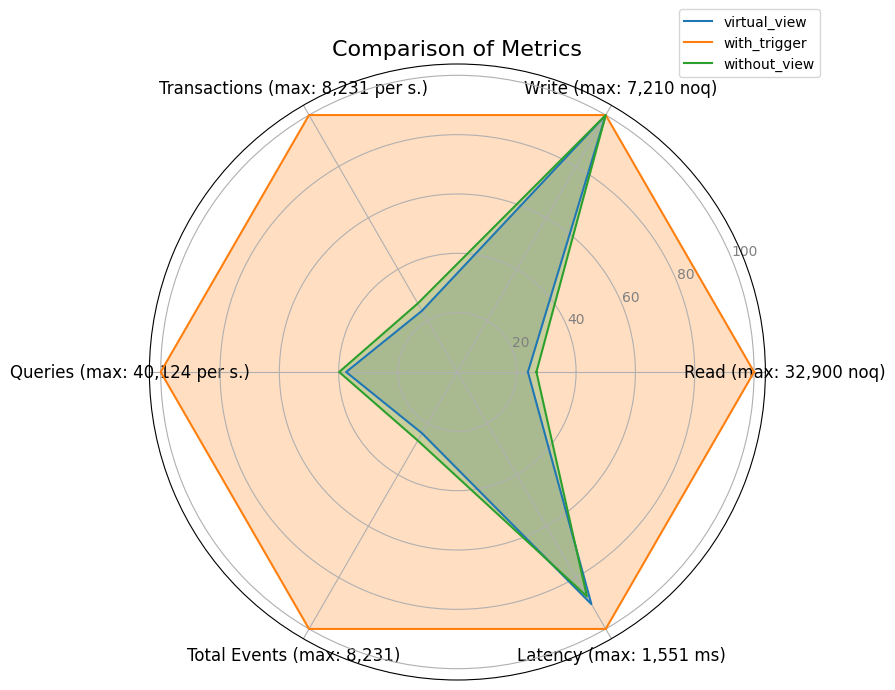 virtual_view
with_trigger
without_view
Comparison of Metrics
Transactions (max: 8,231 per s.)
Write (max: 7,210 noq)
100
80
60
40
20
Queries (max: 40,124 per s.)
Read (max: 32,900 noq)
Total Events (max: 8,231)
Latency (max: 1,551 ms)